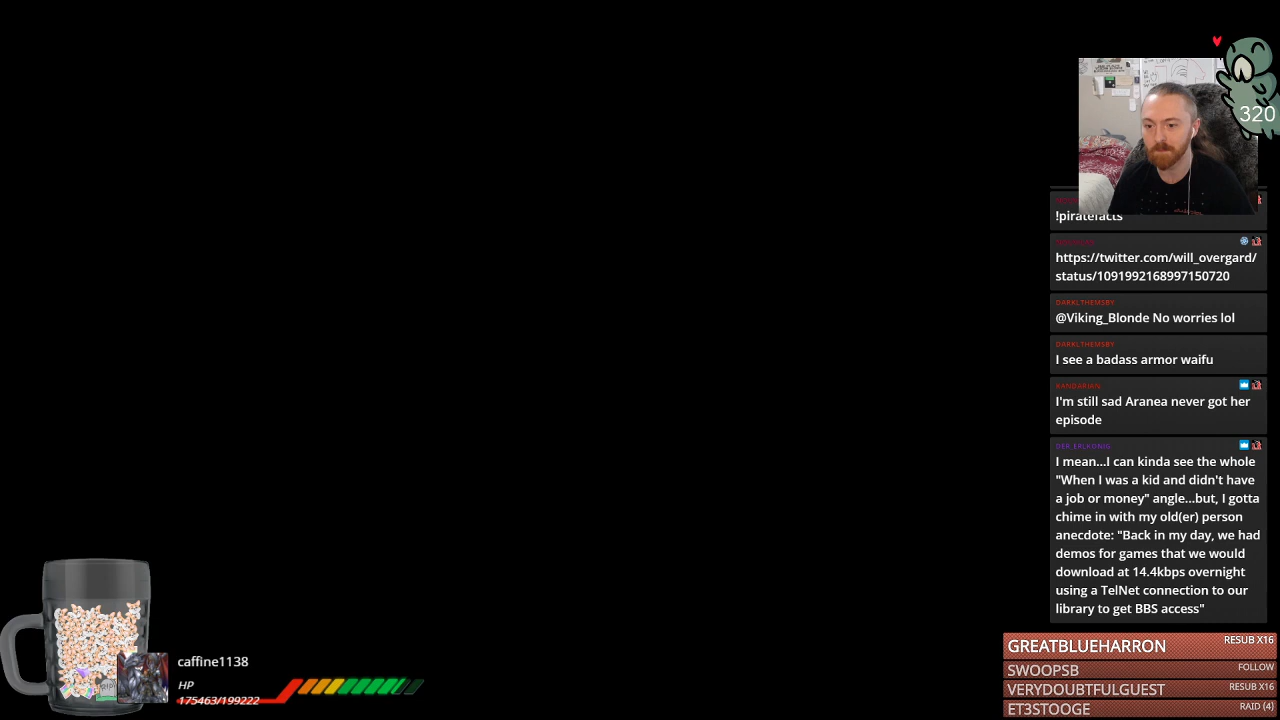 320
!piratefacts
https://twitter.com/will_overgard/
status/1091992168997150720
DARKLTHEMSBY
@Viking_Blonde No worries lol
DARKLTHEMSBY
I see a badass armor waifu
KANDARIAN
I'm still sad Aranea never got her
episode
DER_ERLKONIG
I mean...I can kinda see the whole
"When I was a kid and didn't have
a job or money" angle...but, I gotta
chime in with my old(er) person
anecdote: "Back in my day, we had
demos for games that we would
download at 14.4kbps overnight
using a TelNet connection to our
library to get BBS access"
GREATBLUEHARRON RESUB X16
SWOOPSB FOLLOW
VERYDOUBTFULGUEST RESUB X16
ET3STOOGE RAID (4)
caffine1138
HP
175463/199222